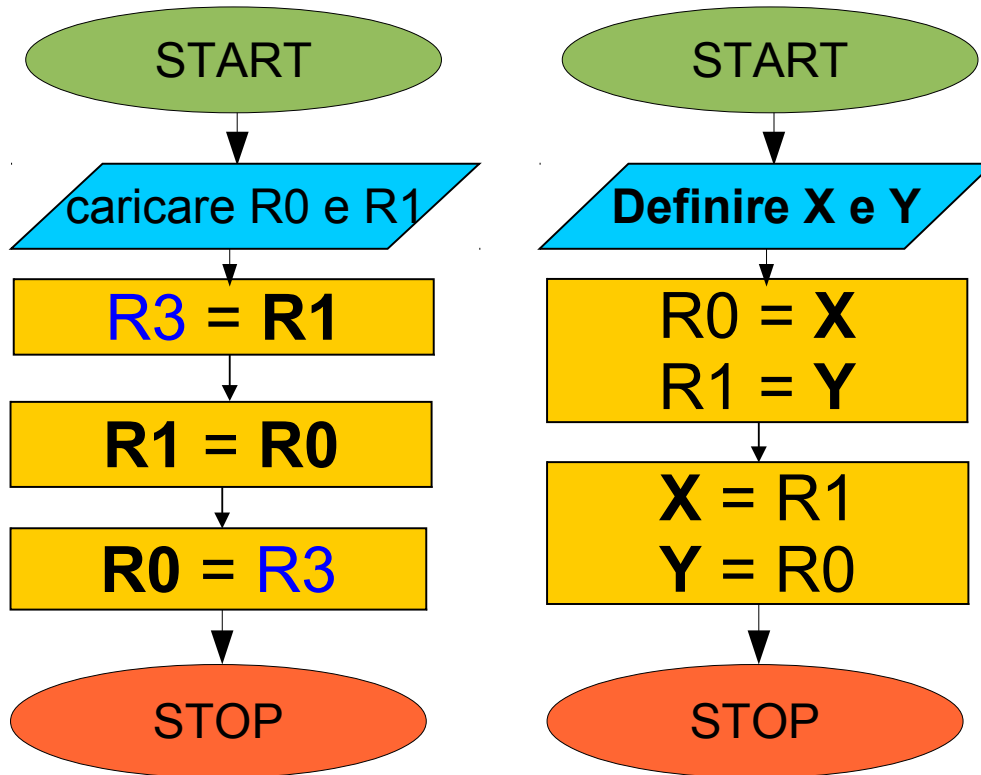 START
caricare R0 e R1
R3 = R1
R1 = R0
R0 = R3
STOP
START
Definire X e Y
R0 = X
R1 = Y
X = R1
Y = R0
STOP